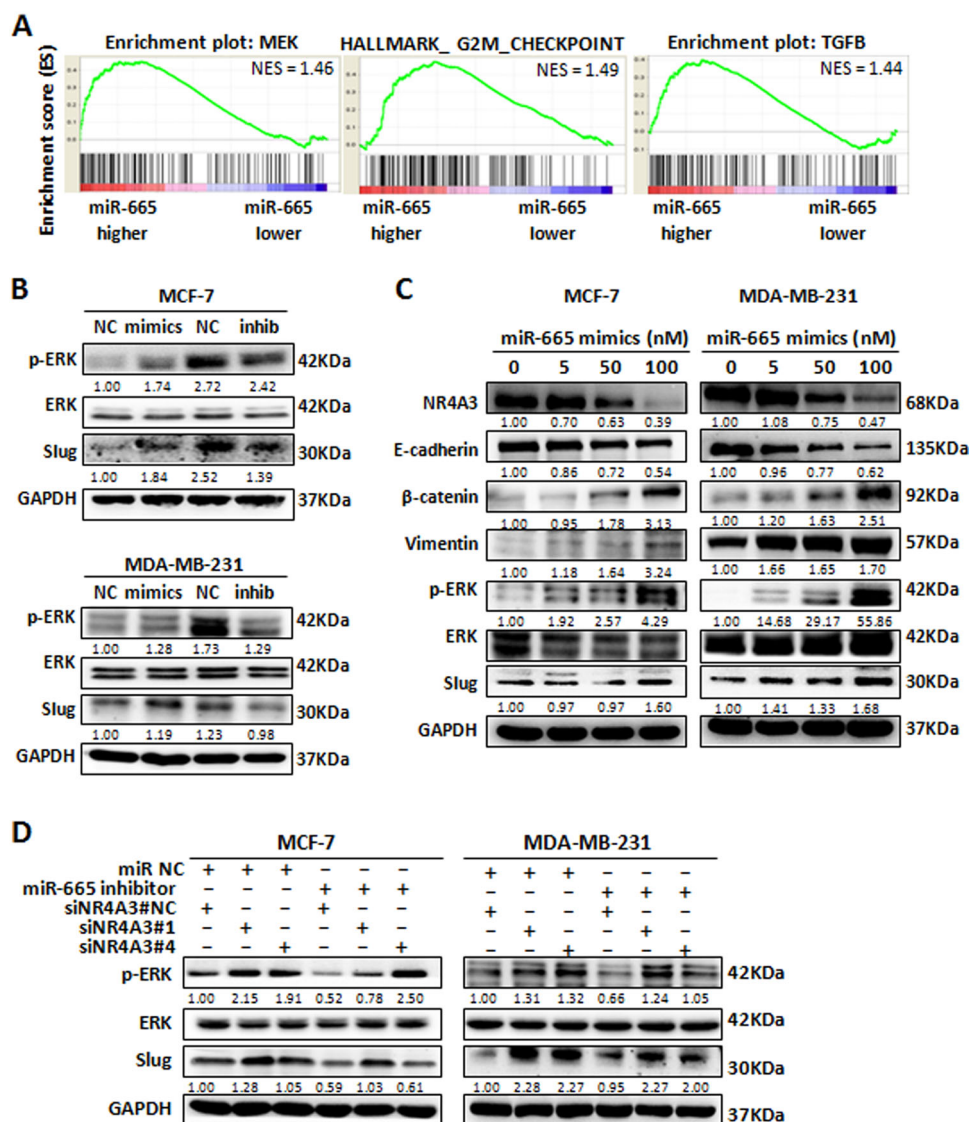 A
Enrichment plot: MEK HALLMARK_ G2M_CHECKPOINT Enrichment plot: TGFB
Enrichment score (ES)
NES = 1.46 NES = 1.49 NES = 1.44
miR-665 miR-665 miR-665 miR-665 miR-665 miR-665
higher lower higher lower higher lower
B
MCF-7
NC mimics NC inhib
p-ERK 42KDa
1.00 1.74 2.72 2.42
ERK 42KDa
Slug 30KDa
1.00 1.84 2.52 1.39
GAPDH 37KDa
MDA-MB-231
NC mimics NC inhib
p-ERK 42KDa
1.00 1.28 1.73 1.29
ERK 42KDa
Slug 30KDa
1.00 1.19 1.23 0.98
GAPDH 37KDa
C
MCF-7 MDA-MB-231
miR-665 mimics (nM) miR-665 mimics (nM)
0 5 50 100 0 5 50 100
NR4A3 68KDa
1.00 0.70 0.63 0.39 1.00 1.08 0.75 0.47
E-cadherin 135KDa
1.00 0.86 0.72 0.54 1.00 0.96 0.77 0.62
β-catenin 92KDa
1.00 0.95 1.78 3.13 1.00 1.20 1.63 2.51
Vimentin 57KDa
1.00 1.18 1.64 3.24 1.00 1.66 1.65 1.70
p-ERK 42KDa
1.00 1.92 2.57 4.29 1.00 14.68 29.17 55.86
ERK 42KDa
Slug 30KDa
1.00 0.97 0.97 1.60 1.00 1.41 1.33 1.68
GAPDH 37KDa
D
MCF-7 MDA-MB-231
miR NC + + + − − − + + + − − −
miR-665 inhibitor − − − + + + − − − + + +
siNR4A3#NC + − − + − − + − − + − −
siNR4A3#1 − + − − + − − + − − + −
siNR4A3#4 − − + − − + − − + − − +
p-ERK 42KDa
1.00 2.15 1.91 0.52 0.78 2.50 1.00 1.31 1.32 0.66 1.24 1.05
ERK 42KDa
Slug 30KDa
1.00 1.28 1.05 0.59 1.03 0.61 1.00 2.28 2.27 0.95 2.27 2.00
GAPDH 37KDa